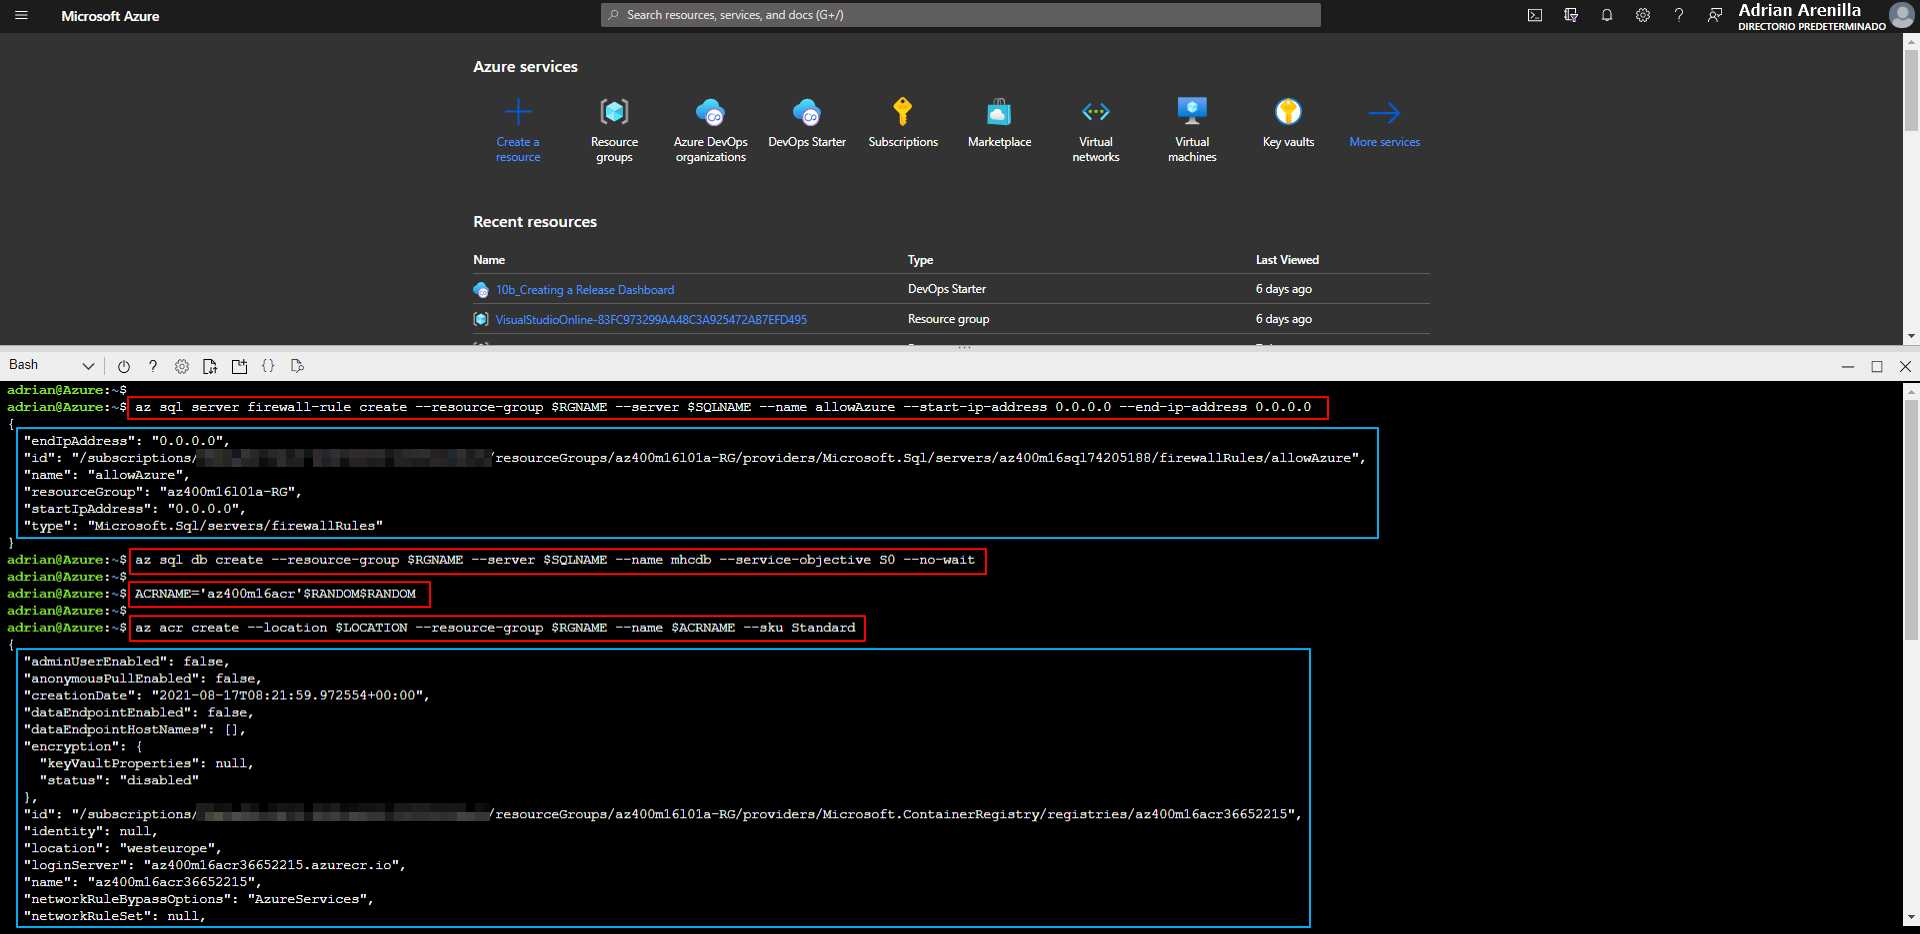 Microsoft Azure
Search resources, services, and docs (G+/)
Adrian Arenilla
DIRECTORIO PREDETERMINADO
Azure services
Create a resource
Resource groups
Azure DevOps organizations
DevOps Starter
Subscriptions
Marketplace
Virtual networks
Virtual machines
Key vaults
More services
Recent resources
Name Type Last Viewed
10b_Creating a Release Dashboard DevOps Starter 6 days ago
VisualStudioOnline-83FC973299AA48C3A925472AB7EFD495 Resource group 6 days ago
Bash
adrian@Azure:~$
adrian@Azure:~$ az sql server firewall-rule create --resource-group $RGNAME --server $SQLNAME --name allowAzure --start-ip-address 0.0.0.0 --end-ip-address 0.0.0.0
{
"endIpAddress": "0.0.0.0",
"id": "/subscriptions/ /resourceGroups/az400m16l01a-RG/providers/Microsoft.Sql/servers/az400m16sql74205188/firewallRules/allowAzure",
"name": "allowAzure",
"resourceGroup": "az400m16l01a-RG",
"startIpAddress": "0.0.0.0",
"type": "Microsoft.Sql/servers/firewallRules"
}
adrian@Azure:~$ az sql db create --resource-group $RGNAME --server $SQLNAME --name mhcdb --service-objective S0 --no-wait
adrian@Azure:~$
adrian@Azure:~$ ACRNAME='az400m16acr'$RANDOM$RANDOM
adrian@Azure:~$
adrian@Azure:~$ az acr create --location $LOCATION --resource-group $RGNAME --name $ACRNAME --sku Standard
{
"adminUserEnabled": false,
"anonymousPullEnabled": false,
"creationDate": "2021-08-17T08:21:59.972554+00:00",
"dataEndpointEnabled": false,
"dataEndpointHostNames": [],
"encryption": {
"keyVaultProperties": null,
"status": "disabled"
},
"id": "/subscriptions/ /resourceGroups/az400m16l01a-RG/providers/Microsoft.ContainerRegistry/registries/az400m16acr36652215",
"identity": null,
"location": "westeurope",
"loginServer": "az400m16acr36652215.azurecr.io",
"name": "az400m16acr36652215",
"networkRuleBypassOptions": "AzureServices",
"networkRuleSet": null,